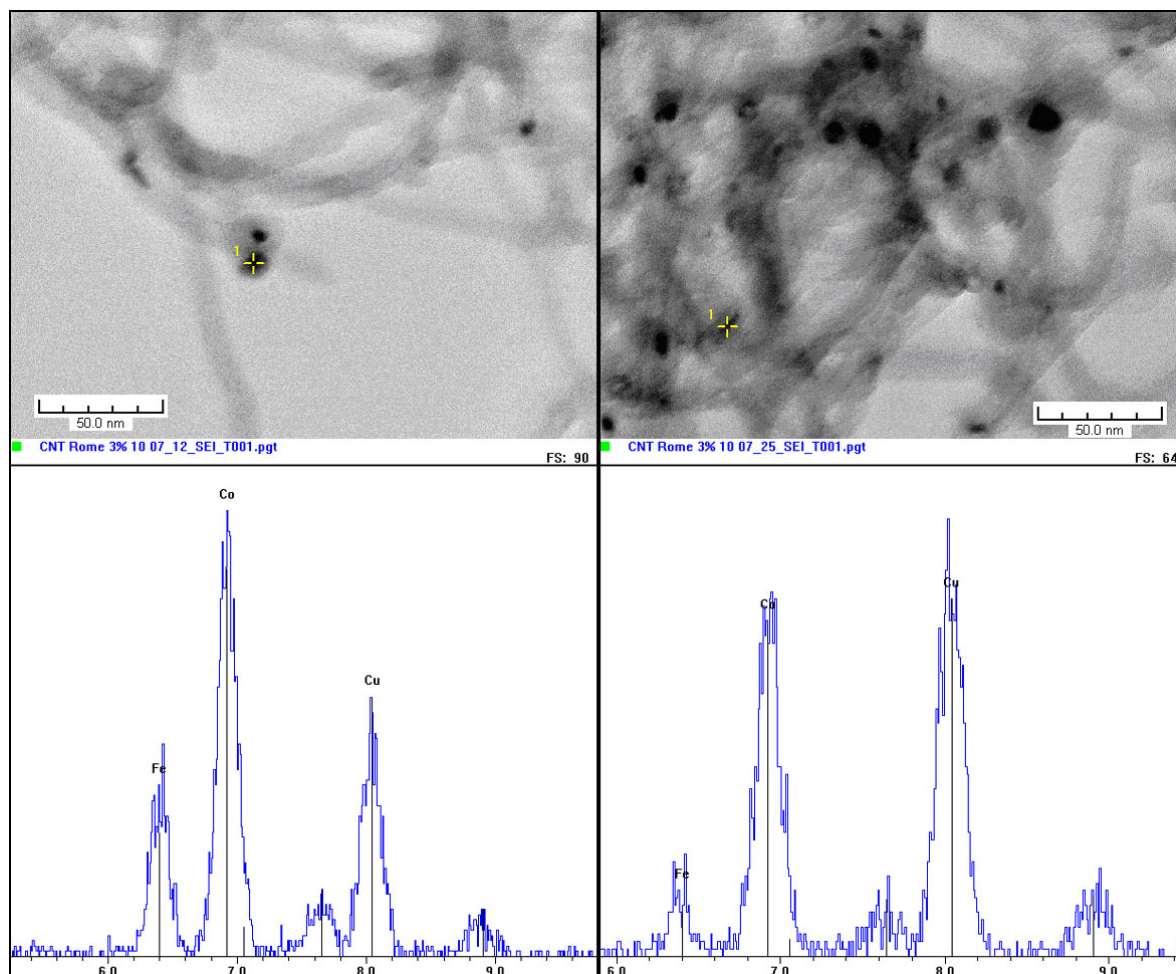 1
50.0 nm
CNT Rome 3% 10 07_12_SEI_T001.pgt
FS: 90
Co
Fe
Cu
6.0 7.0 8.0 9.0
1
50.0 nm
CNT Rome 3% 10 07_25_SEI_T001.pgt
FS: 64
Co
Cu
Fe
6.0 7.0 8.0 9.0